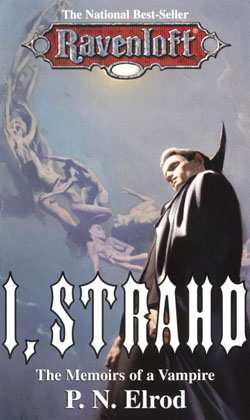 The National Best-Seller
Ravenloft
I, STRAHD
The Memoirs of a Vampire
P. N. Elrod